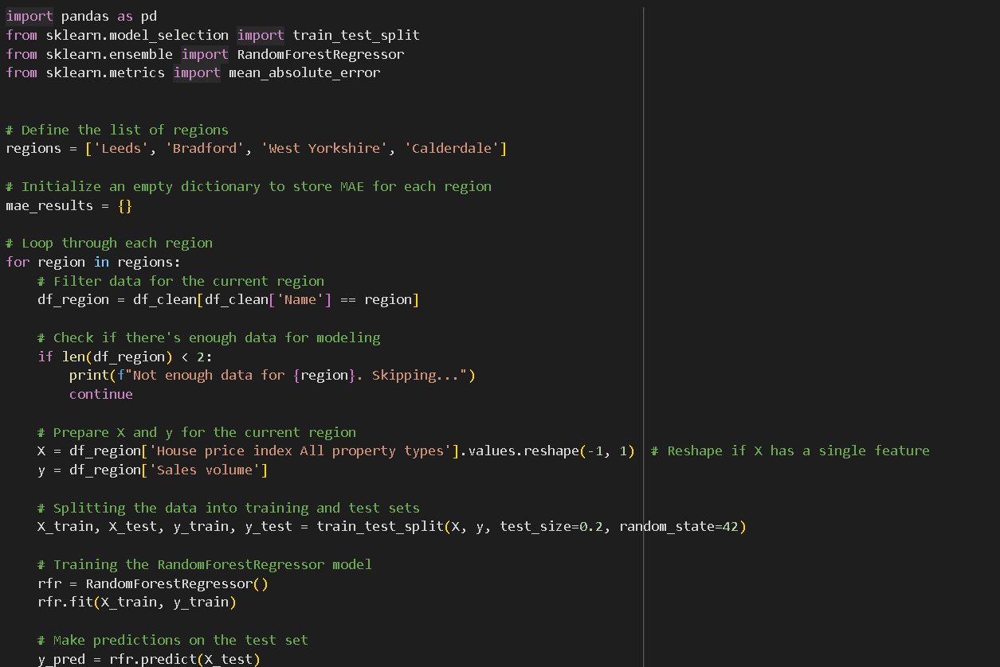 import pandas as pd
from sklearn.model_selection import train_test_split
from sklearn.ensemble import RandomForestRegressor
from sklearn.metrics import mean_absolute_error
# Define the list of regions
regions = ['Leeds', 'Bradford', 'West Yorkshire', 'Calderdale']
# Initialize an empty dictionary to store MAE for each region
mae_results = {}
# Loop through each region
for region in regions:
    # Filter data for the current region
    df_region = df_clean[df_clean['Name'] == region]
    # Check if there's enough data for modeling
    if len(df_region) < 2:
        print(f"Not enough data for {region}. Skipping...")
        continue
    # Prepare X and y for the current region
    X = df_region['House price index All property types'].values.reshape(-1, 1)  # Reshape if X has a single feature
    y = df_region['Sales volume']
    # Splitting the data into training and test sets
    X_train, X_test, y_train, y_test = train_test_split(X, y, test_size=0.2, random_state=42)
    # Training the RandomForestRegressor model
    rfr = RandomForestRegressor()
    rfr.fit(X_train, y_train)
    # Make predictions on the test set
    y_pred = rfr.predict(X_test)